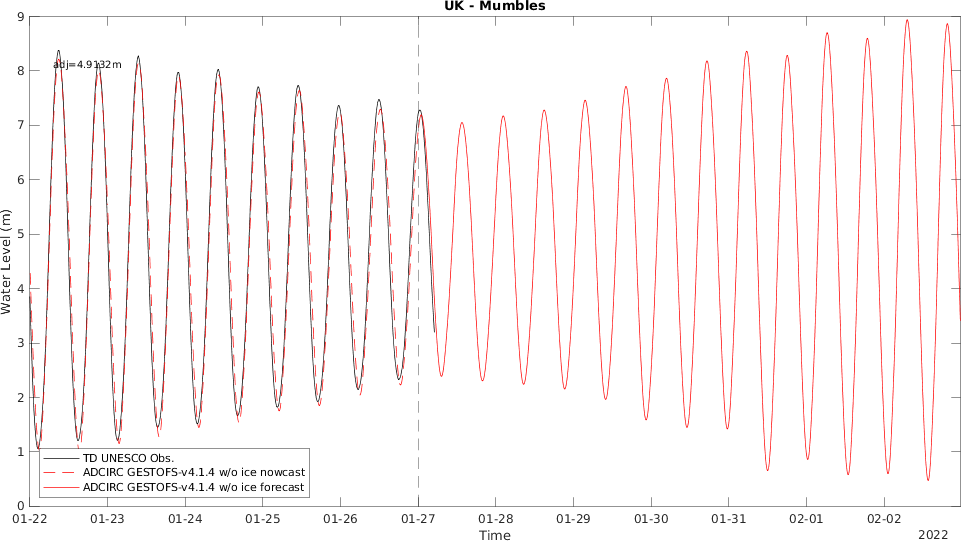 UK - Mumbles
9
8
7
6
5
4
3
2
1
0
Water Level (m)
adj=4.9132m
TD UNESCO Obs.
ADCIRC GESTOFS-v4.1.4 w/o ice nowcast
ADCIRC GESTOFS-v4.1.4 w/o ice forecast
01-22 01-23 01-24 01-25 01-26 01-27 01-28 01-29 01-30 01-31 02-01 02-02
Time
2022